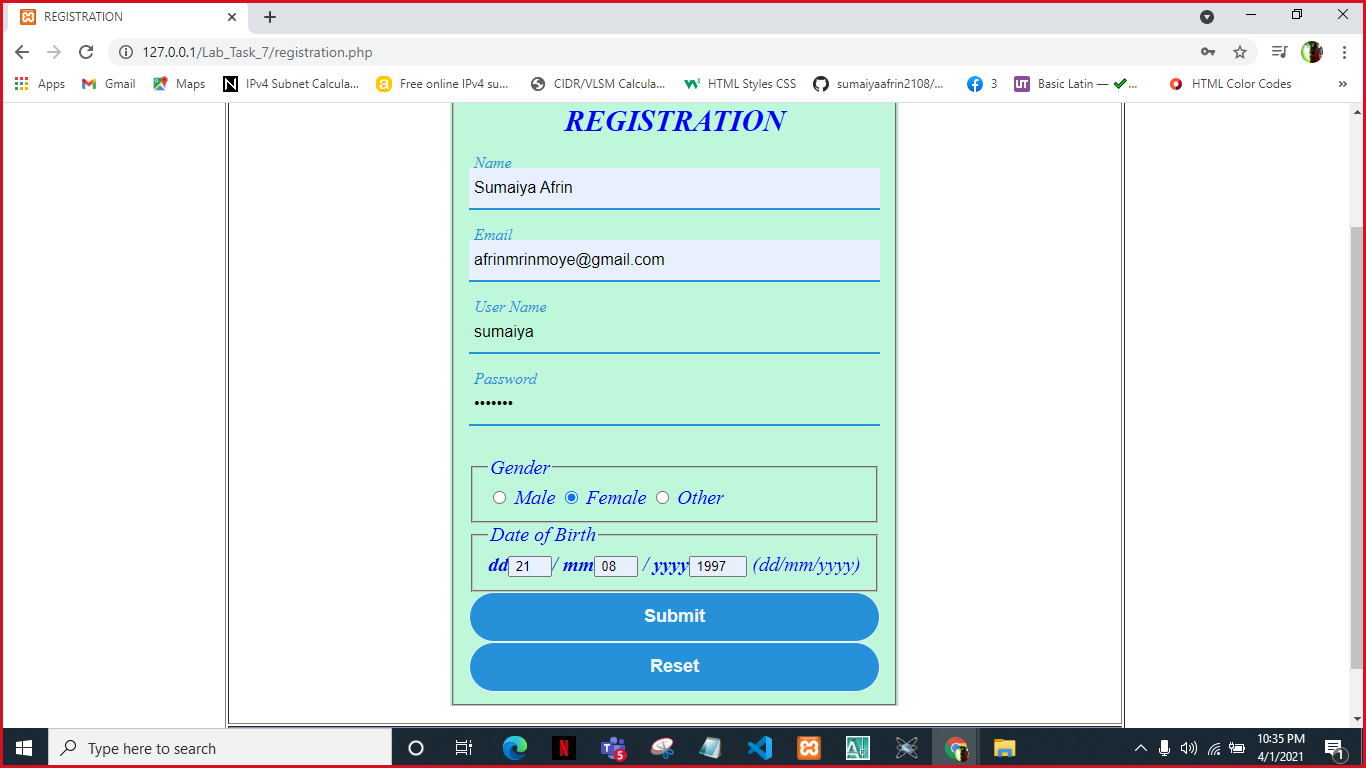 REGISTRATION
127.0.0.1/Lab_Task_7/registration.php
Apps Gmail Maps IPv4 Subnet Calcula... Free online IPv4 su... CIDR/VLSM Calcula... HTML Styles CSS sumaiyaafrin2108/... 3 Basic Latin — ✔... HTML Color Codes »
REGISTRATION
Name
Sumaiya Afrin
Email
afrinmrinmoye@gmail.com
User Name
sumaiya
Password
•••••••
Gender
Male Female Other
Date of Birth
dd 21 / mm 08 / yyyy 1997 (dd/mm/yyyy)
Submit
Reset
Type here to search
5
10:35 PM
4/1/2021
1